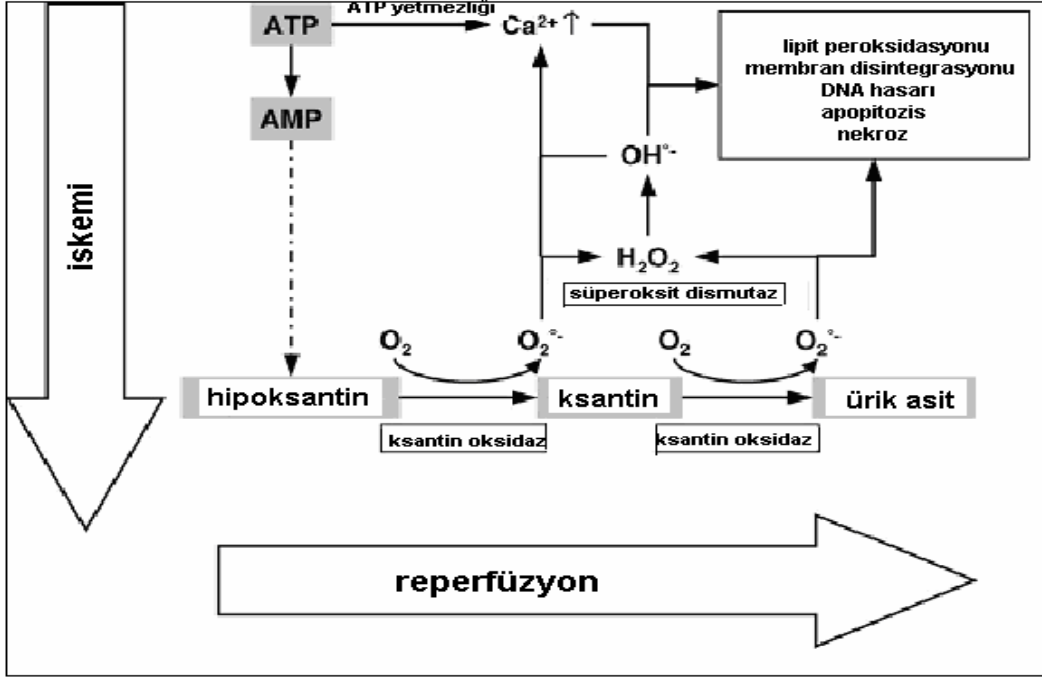 ATP yetmezliği
ATP
Ca²⁺ ↑
lipit peroksidasyonu
membran disintegrasyonu
DNA hasarı
apopitozis
nekroz
AMP
OH°-
iskemi
H₂O₂
süperoksit dismutaz
O₂
O₂°-
O₂
O₂°-
hipoksantin
ksantin
ürik asit
ksantin oksidaz
ksantin oksidaz
reperfüzyon